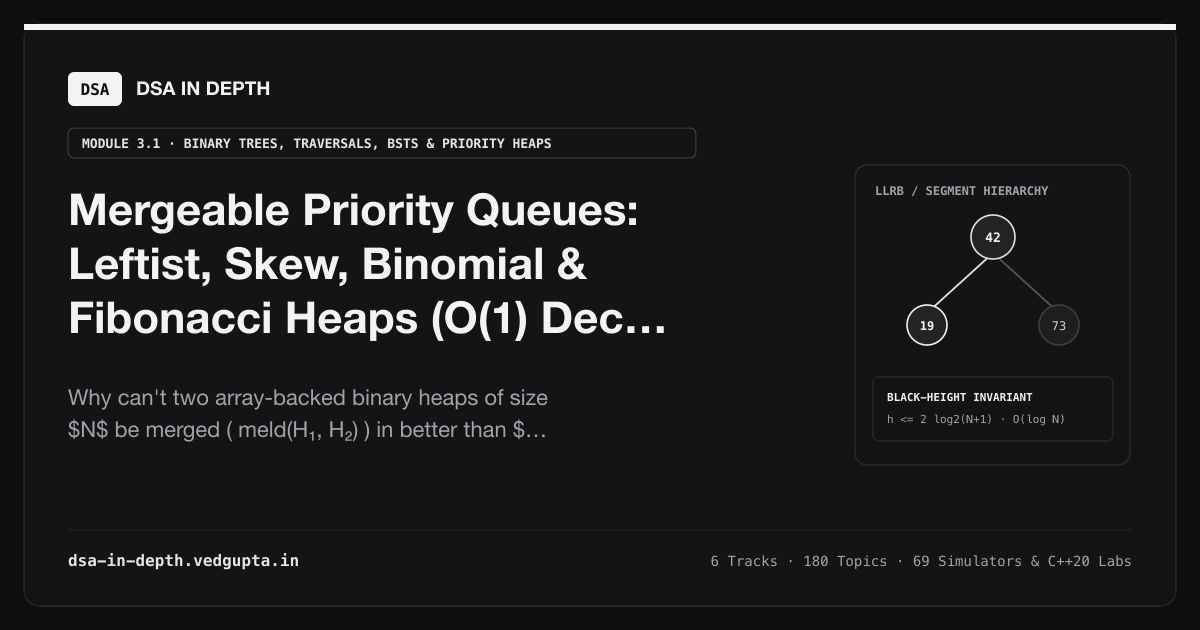 DSA
DSA IN DEPTH
MODULE 3.1 · BINARY TREES, TRAVERSALS, BSTS & PRIORITY HEAPS
Mergeable Priority Queues:
Leftist, Skew, Binomial &
Fibonacci Heaps (O(1) Dec...
Why can't two array-backed binary heaps of size
$N$ be merged ( meld(H₁, H₂) ) in better than $...
LLRB / SEGMENT HIERARCHY
42
19
73
BLACK-HEIGHT INVARIANT
h <= 2 log2(N+1) · O(log N)
dsa-in-depth.vedgupta.in
6 Tracks · 180 Topics · 69 Simulators & C++20 Labs